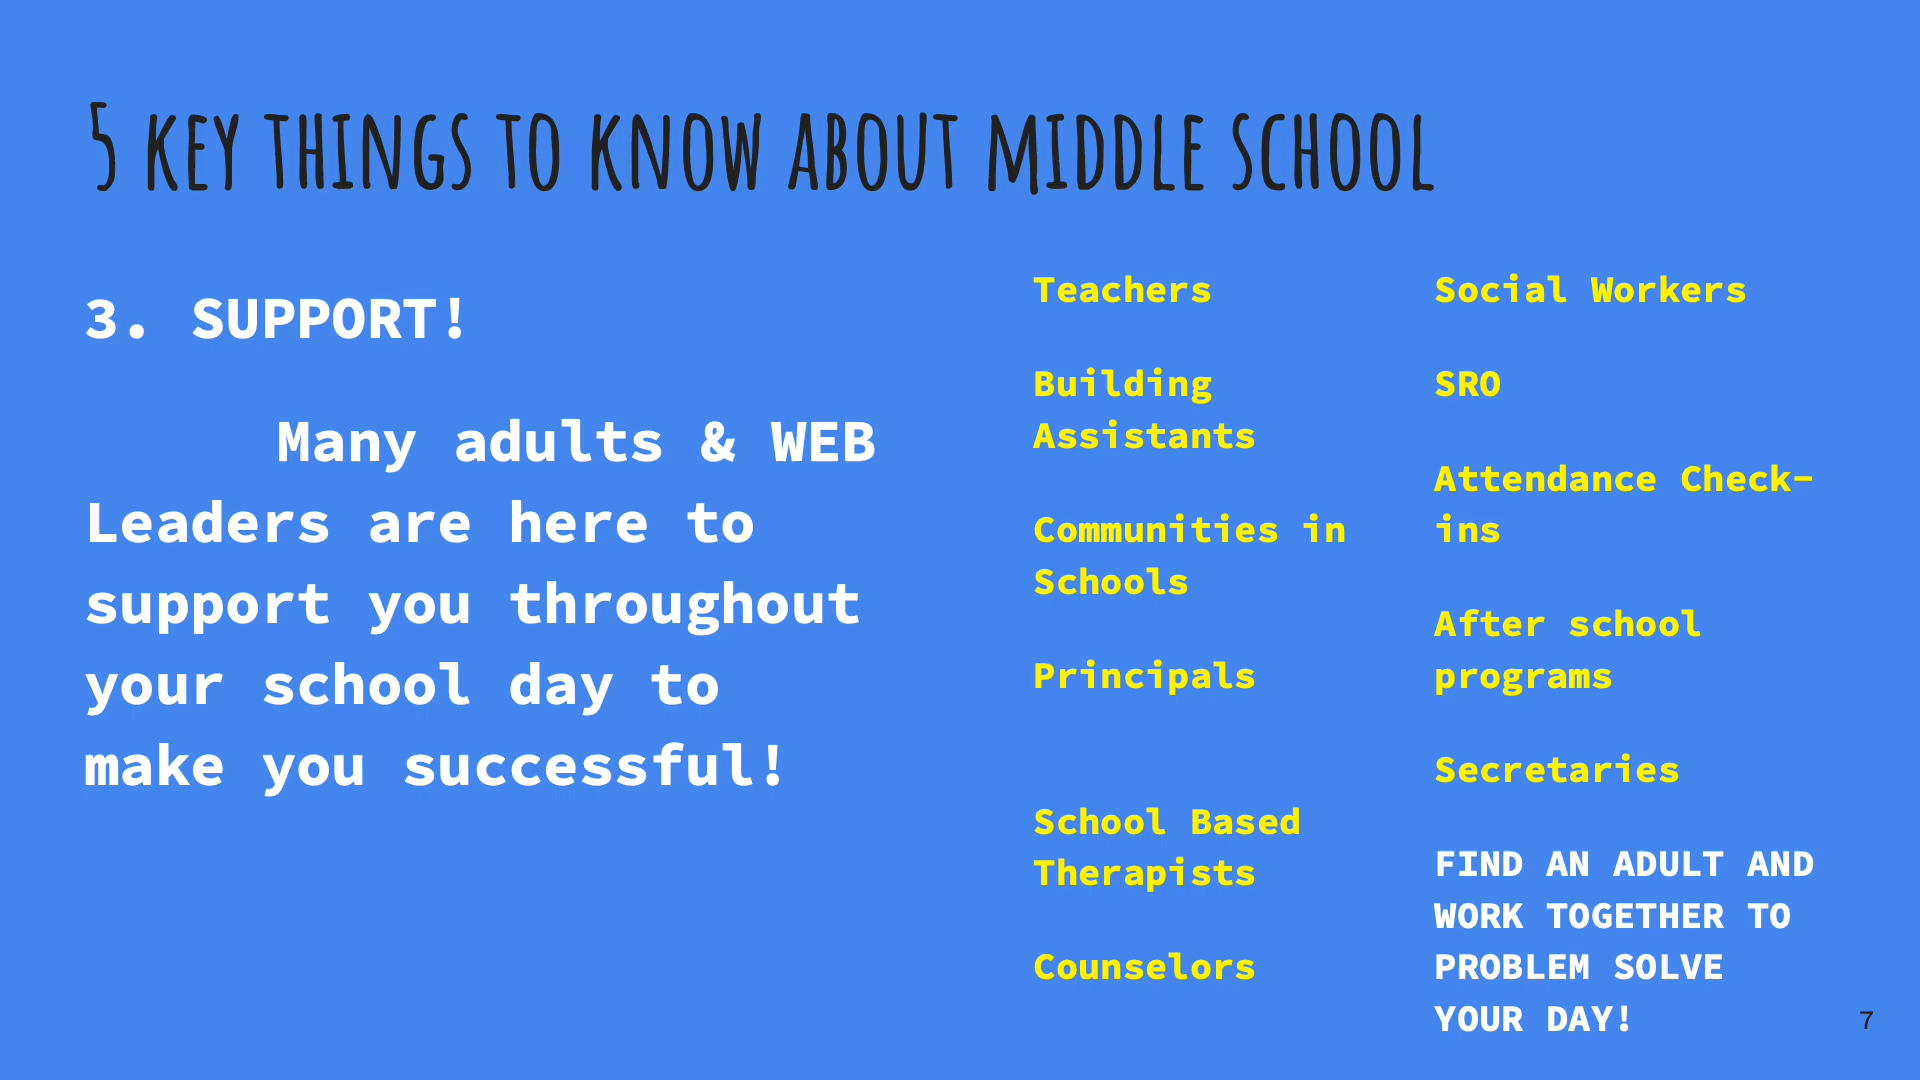 5 KEY THINGS TO KNOW ABOUT MIDDLE SCHOOL
3. SUPPORT!
Many adults & WEB
Leaders are here to
support you throughout
your school day to
make you successful!
Teachers
Building
Assistants
Communities in
Schools
Principals
School Based
Therapists
Counselors
Social Workers
SRO
Attendance Check-
ins
After school
programs
Secretaries
FIND AN ADULT AND
WORK TOGETHER TO
PROBLEM SOLVE
YOUR DAY!
7